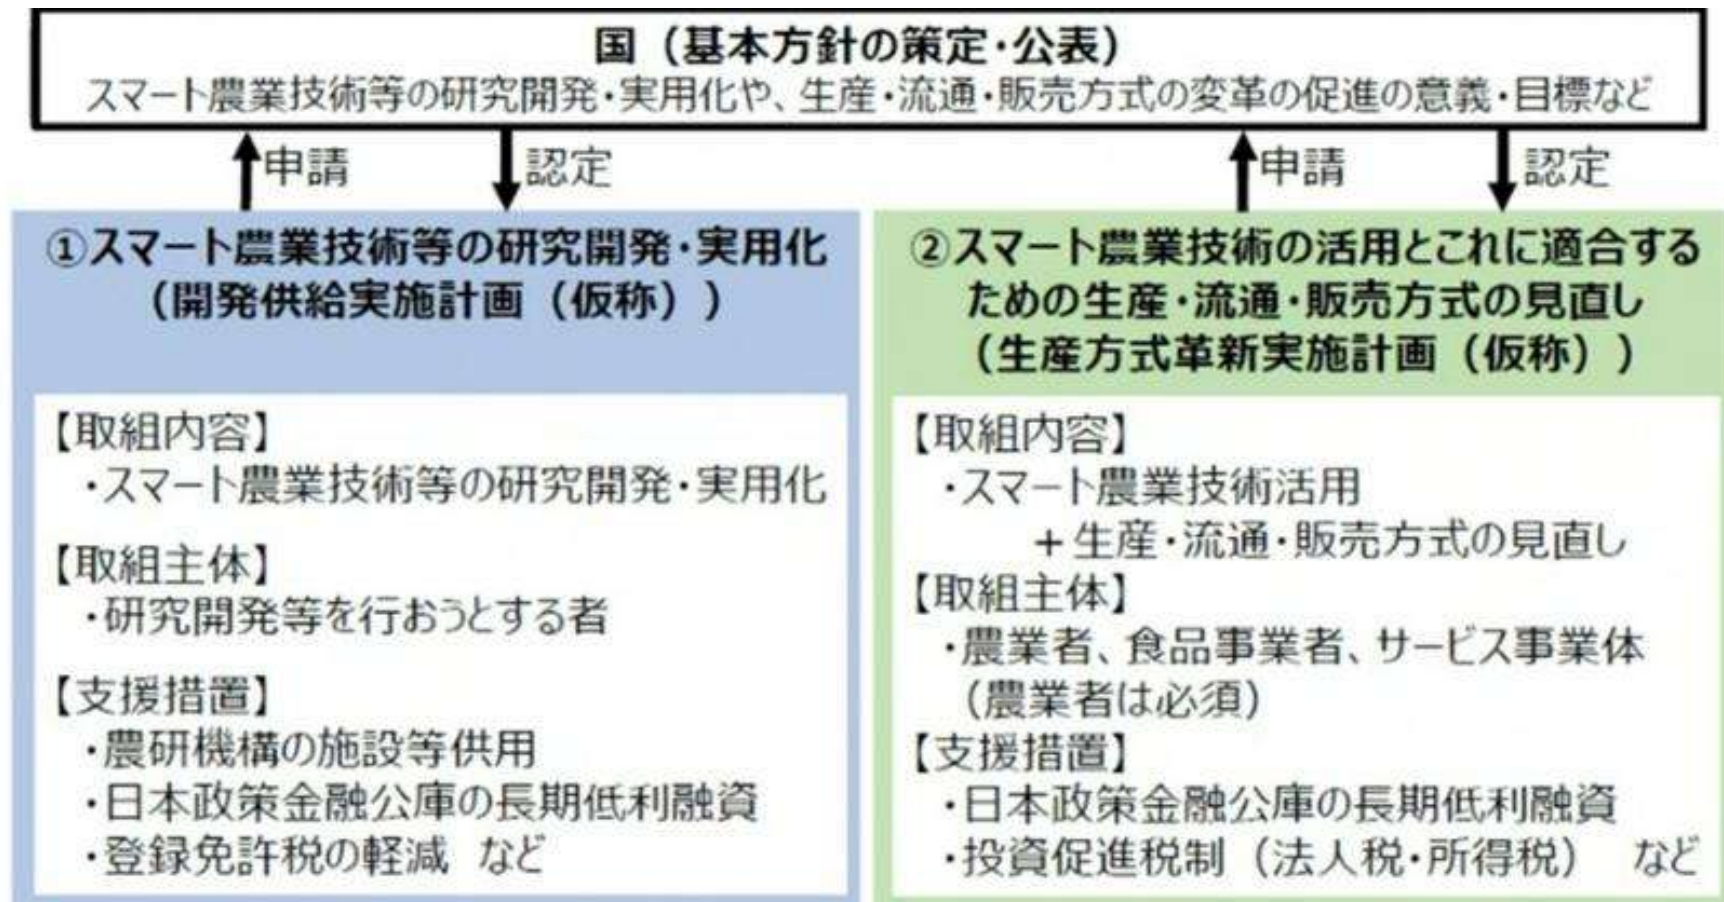 国（基本方針の策定・公表）
スマート農業技術等の研究開発・実用化や、生産・流通・販売方式の変革の促進の意義・目標など
申請
認定
申請
認定
①スマート農業技術等の研究開発・実用化
（開発供給実施計画（仮称））
【取組内容】
・スマート農業技術等の研究開発・実用化
【取組主体】
・研究開発等を行おうとする者
【支援措置】
・農研機構の施設等供用
・日本政策金融公庫の長期低利融資
・登録免許税の軽減 など
②スマート農業技術の活用とこれに適合する
ための生産・流通・販売方式の見直し
（生産方式革新実施計画（仮称））
【取組内容】
・スマート農業技術活用
＋生産・流通・販売方式の見直し
【取組主体】
・農業者、食品事業者、サービス事業体
（農業者は必須）
【支援措置】
・日本政策金融公庫の長期低利融資
・投資促進税制（法人税・所得税） など